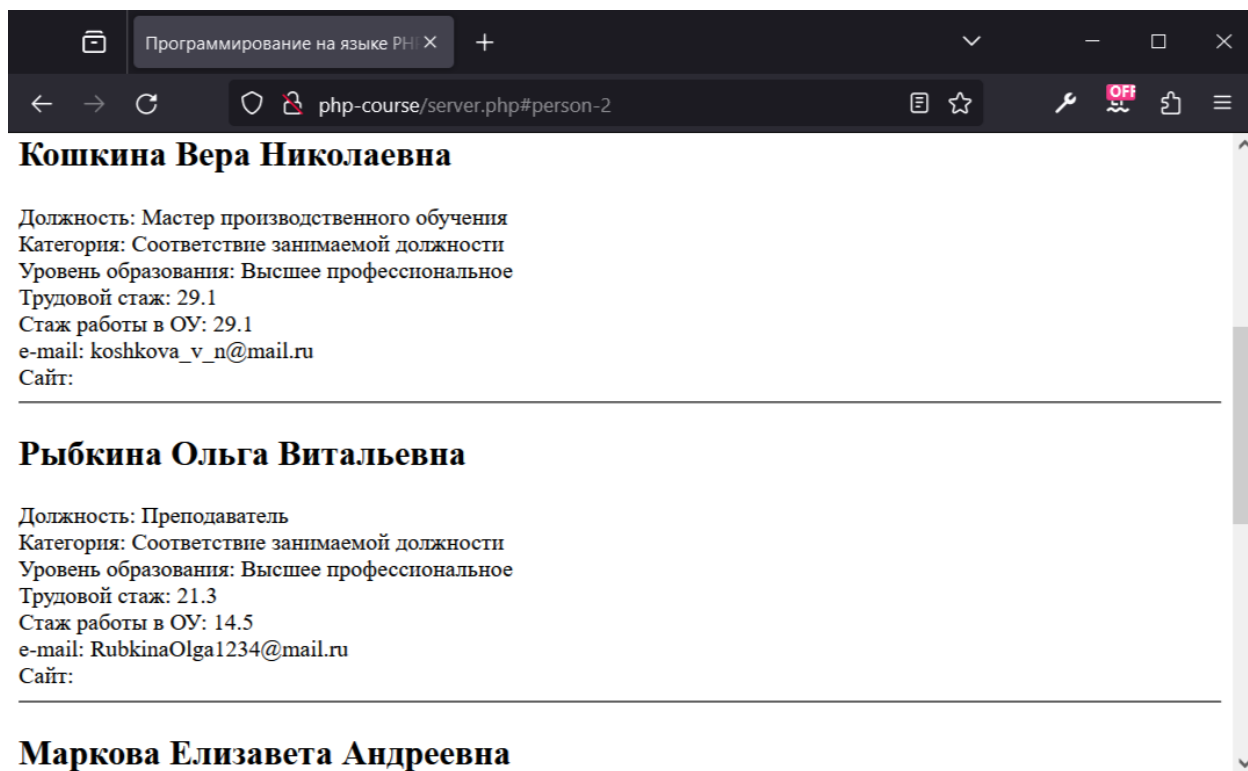 Программирование на языке PH
php-course/server.php#person-2
OFF
Кошкина Вера Николаевна
Должность: Мастер производственного обучения
Категория: Соответствие занимаемой должности
Уровень образования: Высшее профессиональное
Трудовой стаж: 29.1
Стаж работы в ОУ: 29.1
e-mail: koshkova_v_n@mail.ru
Сайт:
Рыбкина Ольга Витальевна
Должность: Преподаватель
Категория: Соответствие занимаемой должности
Уровень образования: Высшее профессиональное
Трудовой стаж: 21.3
Стаж работы в ОУ: 14.5
e-mail: RubkinaOlga1234@mail.ru
Сайт:
Маркова Елизавета Андреевна